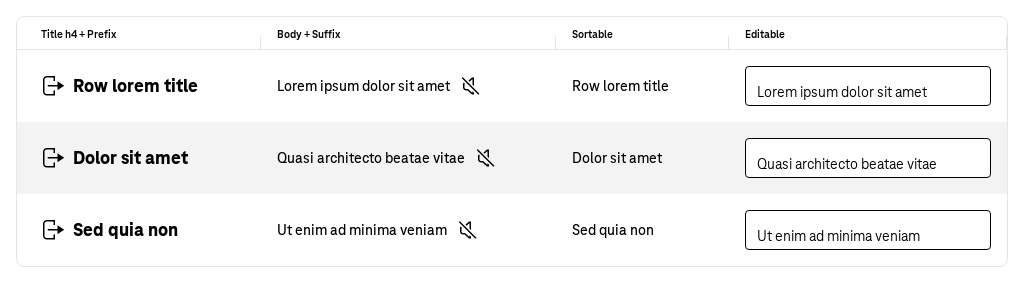 Title h4 + Prefix Body + Suffix Sortable Editable
Row lorem title Lorem ipsum dolor sit amet Row lorem title Lorem ipsum dolor sit amet
Dolor sit amet Quasi architecto beatae vitae Dolor sit amet Quasi architecto beatae vitae
Sed quia non Ut enim ad minima veniam Sed quia non Ut enim ad minima veniam